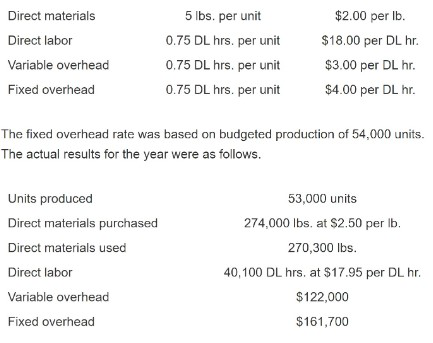 Direct materials 5 lbs. per unit $2.00 per lb.
Direct labor 0.75 DL hrs. per unit $18.00 per DL hr.
Variable overhead 0.75 DL hrs. per unit $3.00 per DL hr.
Fixed overhead 0.75 DL hrs. per unit $4.00 per DL hr.
The fixed overhead rate was based on budgeted production of 54,000 units.
The actual results for the year were as follows.
Units produced 53,000 units
Direct materials purchased 274,000 lbs. at $2.50 per lb.
Direct materials used 270,300 lbs.
Direct labor 40,100 DL hrs. at $17.95 per DL hr.
Variable overhead $122,000
Fixed overhead $161,700